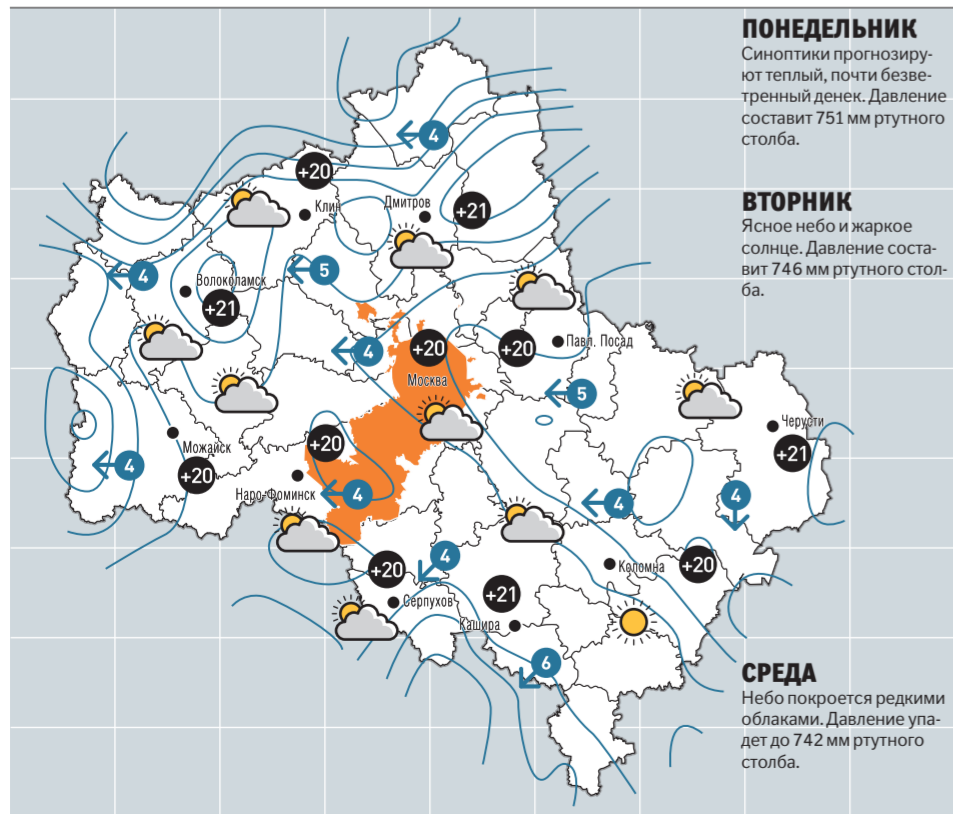 ПОНЕДЕЛЬНИК
Синоптики прогнозиру-
ют теплый, почти безве-
тренный денек. Давление
составит 751 мм ртутного
столба.
ВТОРНИК
Ясное небо и жаркое
солнце. Давление соста-
вит 746 мм ртутного стол-
ба.
СРЕДА
Небо покроется редкими
облаками. Давление упа-
дет до 742 мм ртутного
столба.
4
+20
Клин
Дмитров
+21
4
5
Волоколамск
+21
4
+20
+20
Павл. Посад
Москва
5
Черусти
+21
Можайск
+20
4
+20
Наро-Фоминск
4
4
4
4
+20
+20
Коломна
Серпухов
+21
Кашира
6